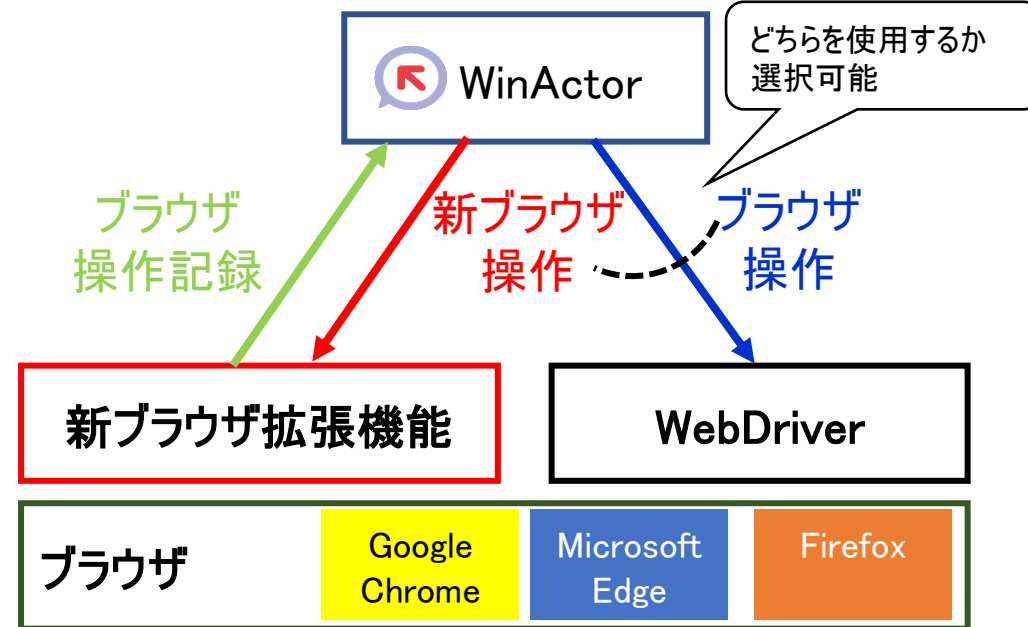 どちらを使用するか
選択可能
WinActor
ブラウザ
操作記録
新ブラウザ
操作
ブラウザ
操作
新ブラウザ拡張機能
WebDriver
ブラウザ
Google
Chrome
Microsoft
Edge
Firefox